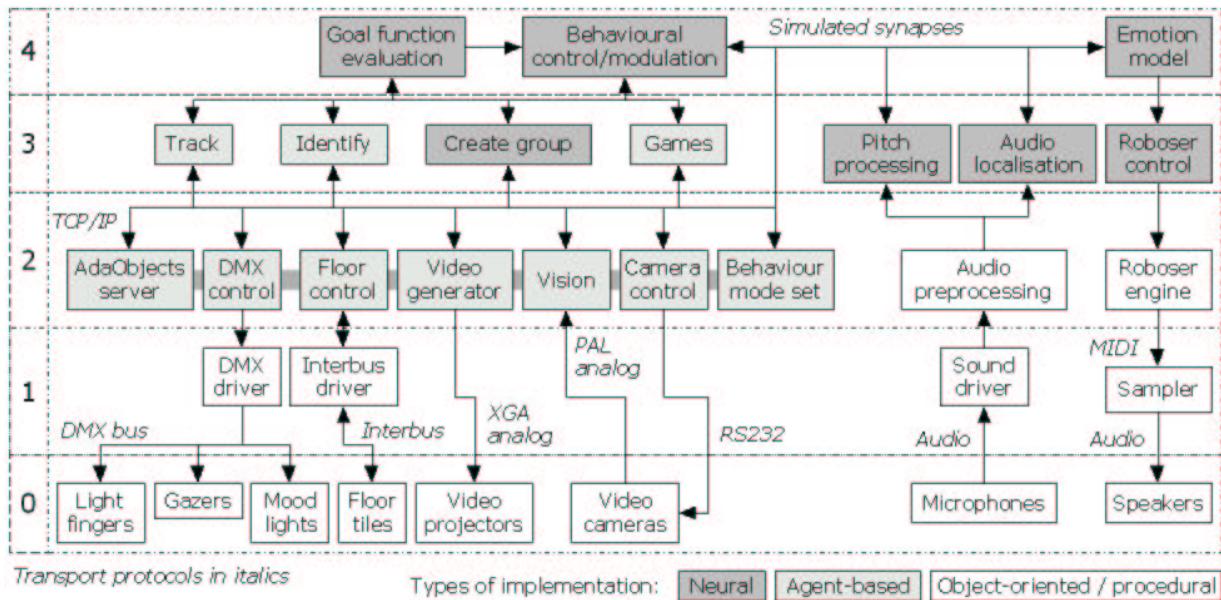 4
Goal function
evaluation
Behavioural
control/modulation
Simulated synapses
Emotion
model
3
Track
Identify
Create group
Games
Pitch
processing
Audio
localisation
Roboser
control
TCP/IP
2
AdaObjects
server
DMX
control
Floor
control
Video
generator
Vision
Camera
control
Behaviour
mode set
Audio
preprocessing
Roboser
engine
1
DMX
driver
Interbus
driver
PAL
analog
Sound
driver
MIDI
Sampler
DMX bus
Interbus
XGA
analog
RS232
Audio
Audio
0
Light
fingers
Gazers
Mood
lights
Floor
tiles
Video
projectors
Video
cameras
Microphones
Speakers
Transport protocols in italics
Types of implementation:
Neural
Agent-based
Object-oriented / procedural